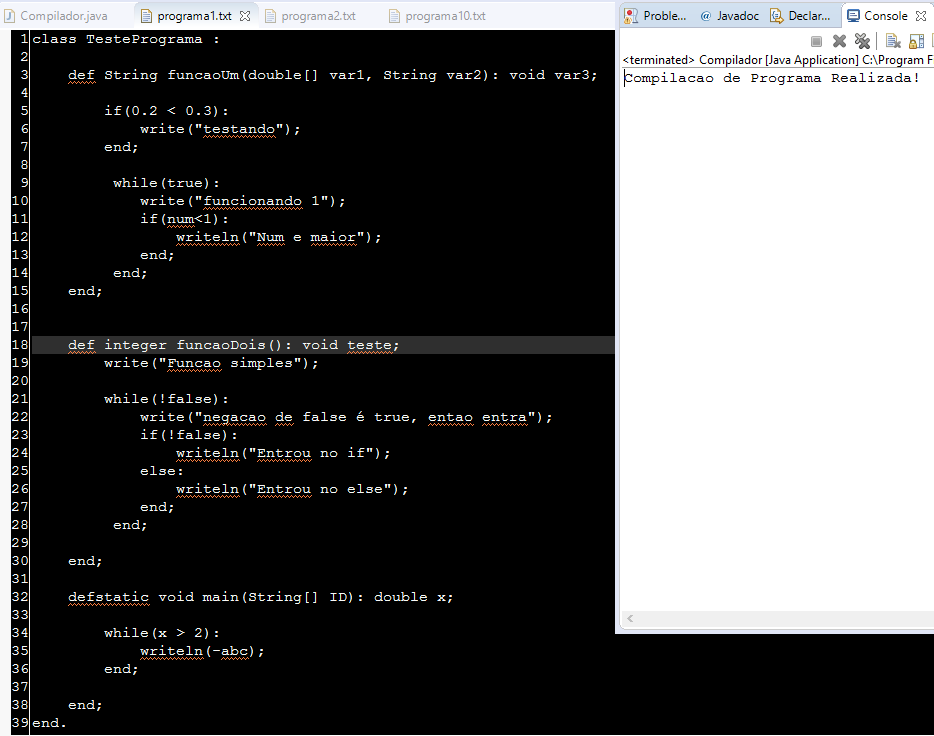 Compilador.java programa1.txt programa2.txt programa10.txt
Proble... @ Javadoc Declar... Console
<terminated> Compilador [Java Application] C:\Program F
Compilacao de Programa Realizada!
1 class TestePrograma :
2
3 def String funcaoUm(double[] var1, String var2): void var3;
4
5 if(0.2 < 0.3):
6 write("testando");
7 end;
8
9 while(true):
10 write("funcionando 1");
11 if(num<1):
12 writeln("Num e maior");
13 end;
14 end;
15 end;
16
17
18 def integer funcaoDois(): void teste;
19 write("Funcao simples");
20
21 while(!false):
22 write("negacao de false é true, entao entra");
23 if(!false):
24 writeln("Entrou no if");
25 else:
26 writeln("Entrou no else");
27 end;
28 end;
29
30 end;
31
32 defstatic void main(String[] ID): double x;
33
34 while(x > 2):
35 writeln(-abc);
36 end;
37
38 end;
39 end.